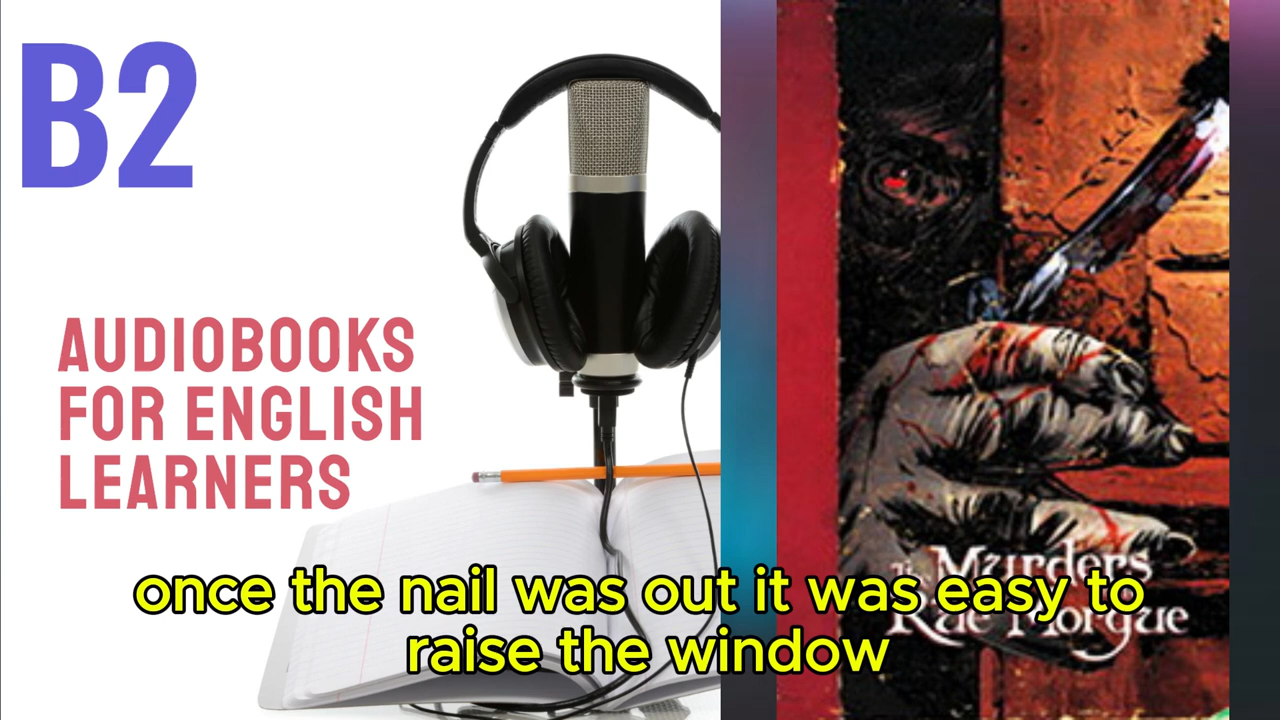 B2
AUDIOBOOKS
FOR ENGLISH
LEARNERS
The Murders
Rue Morgue
once the nail was out it was easy to
raise the window